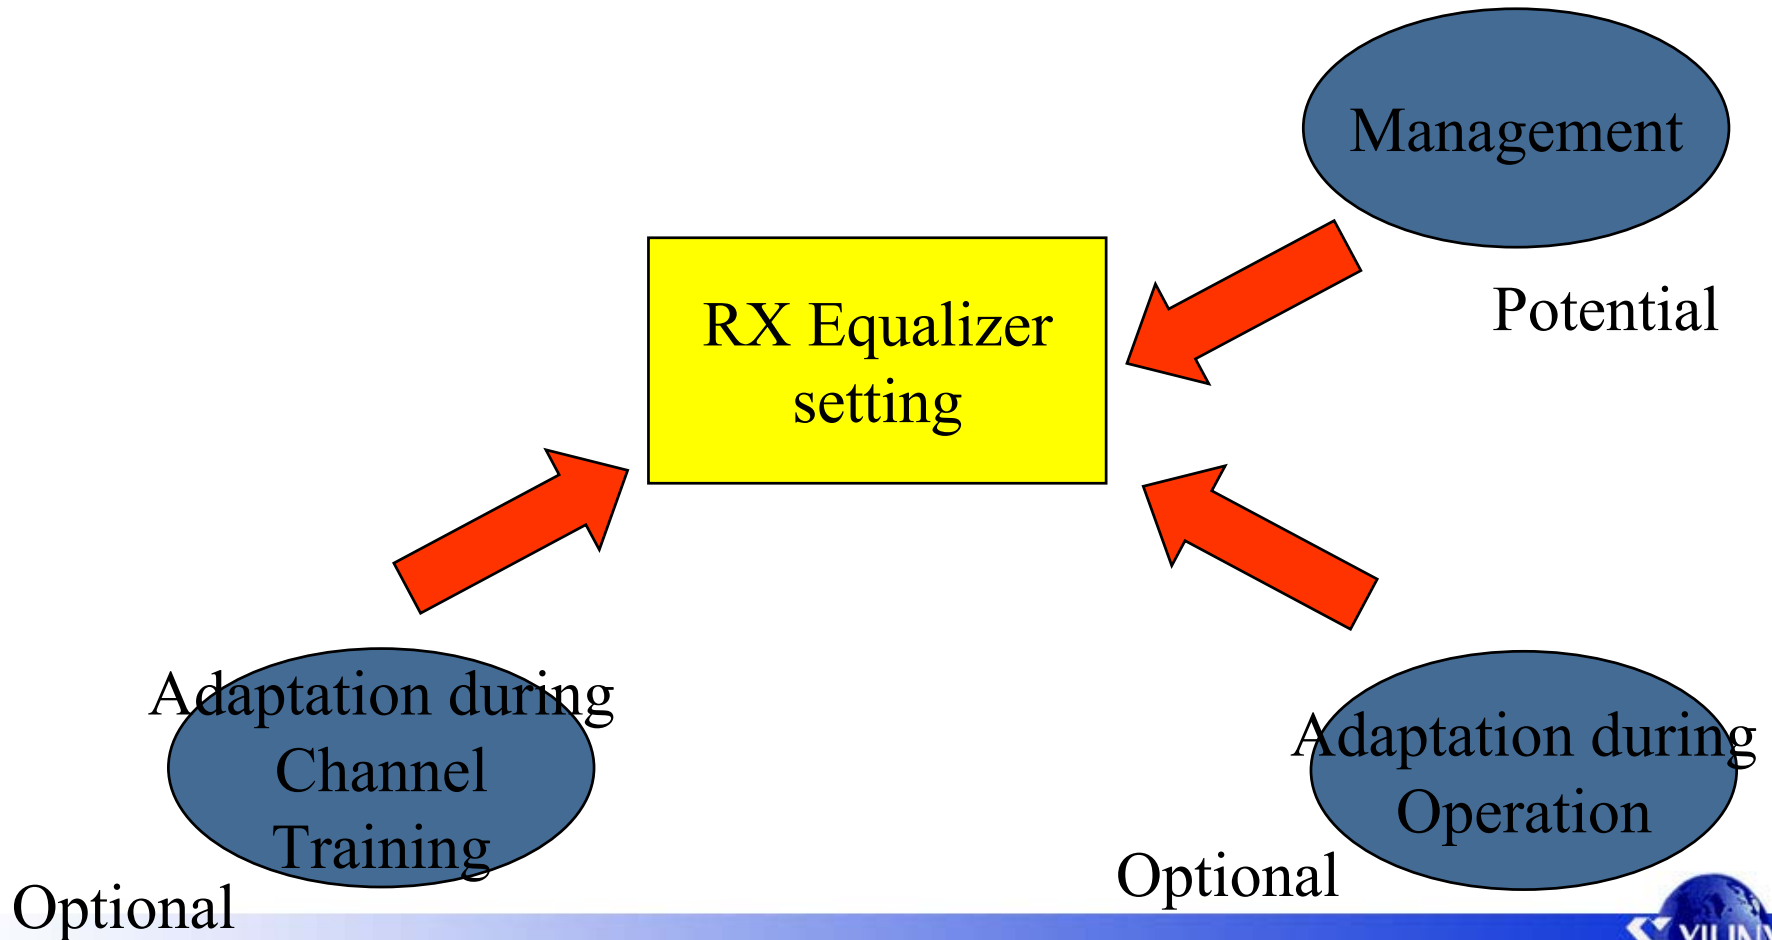 Management
Potential
RX Equalizer
setting
Adaptation during
Channel
Training
Optional
Adaptation during
Operation
Optional